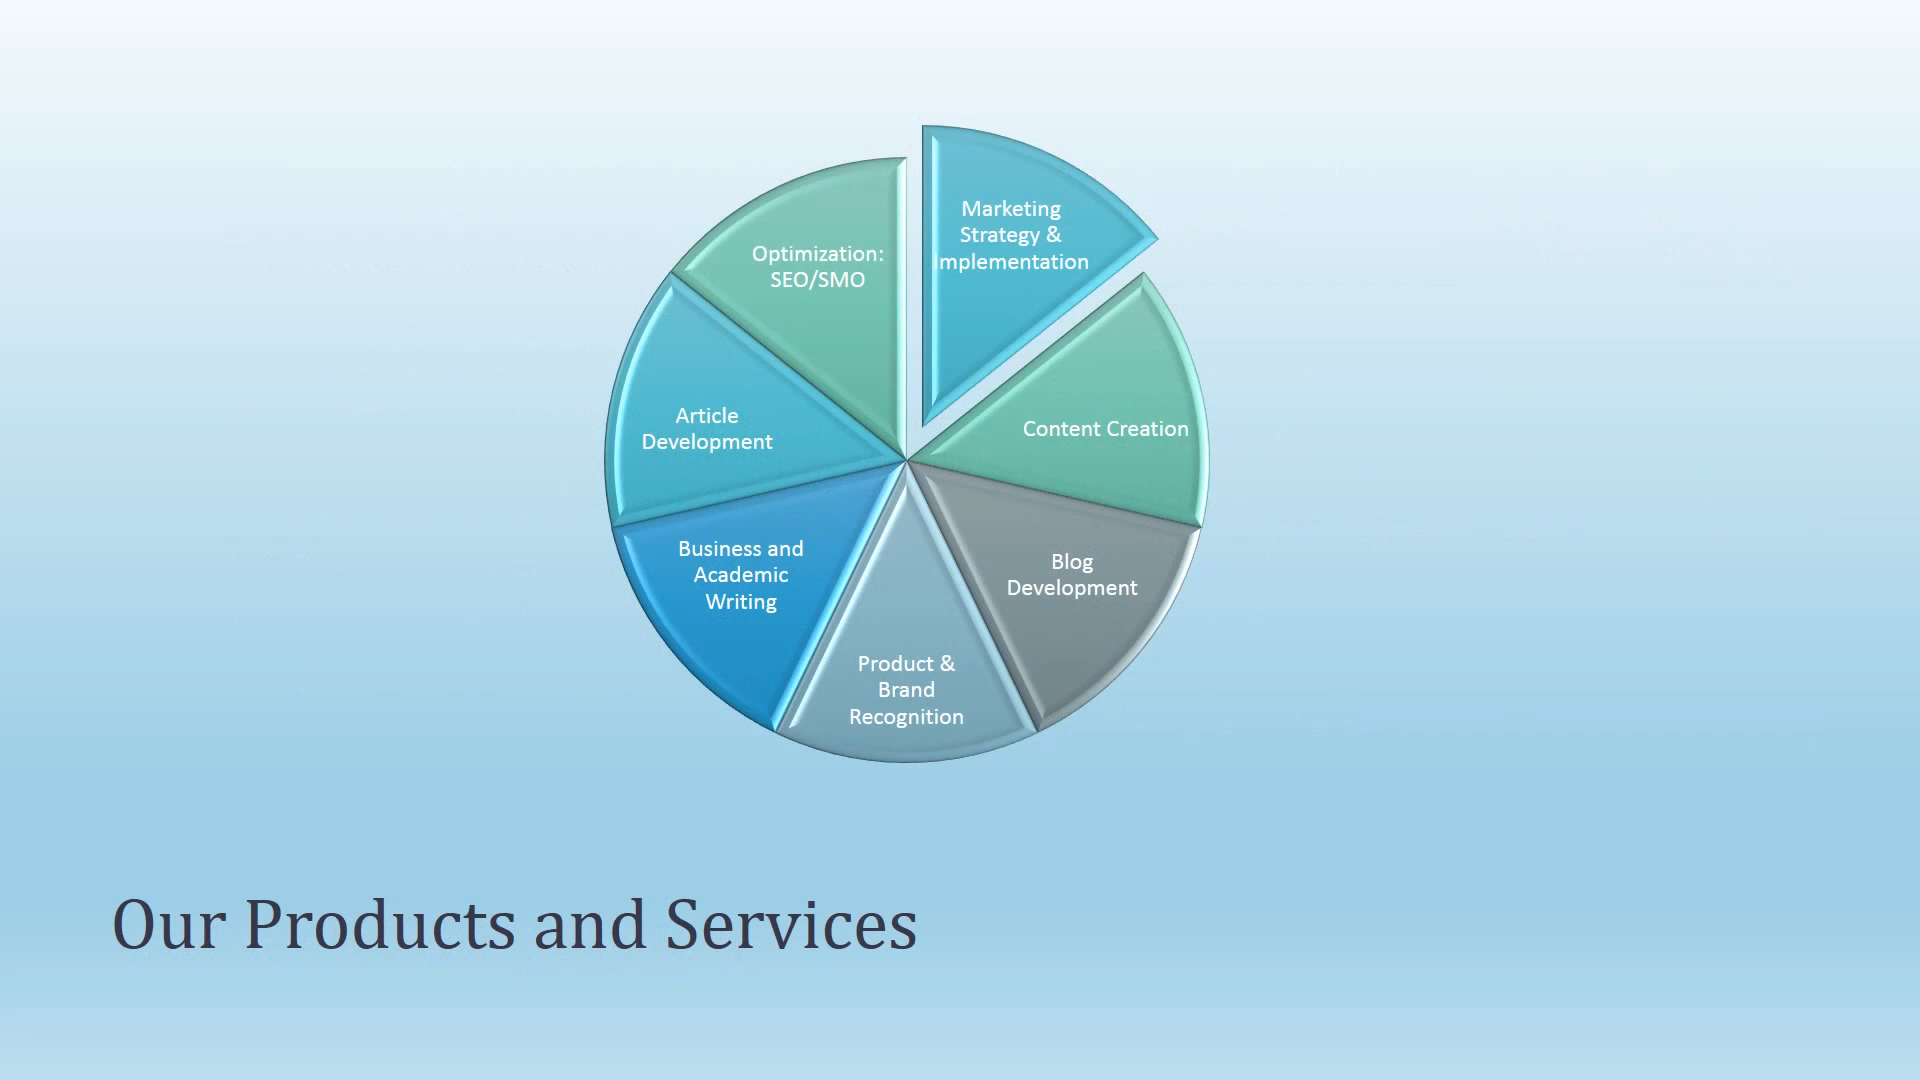 Marketing
Strategy &
Implementation
Optimization:
SEO/SMO
Content Creation
Article
Development
Business and
Academic
Writing
Blog
Development
Product &
Brand
Recognition
Our Products and Services